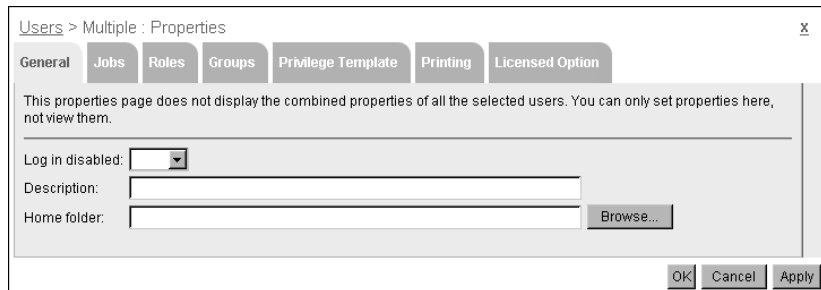 Users > Multiple : Properties x
General Jobs Roles Groups Privilege Template Printing Licensed Option
This properties page does not display the combined properties of all the selected users. You can only set properties here,
not view them.
Log in disabled:
Description:
Home folder: Browse...
OK Cancel Apply